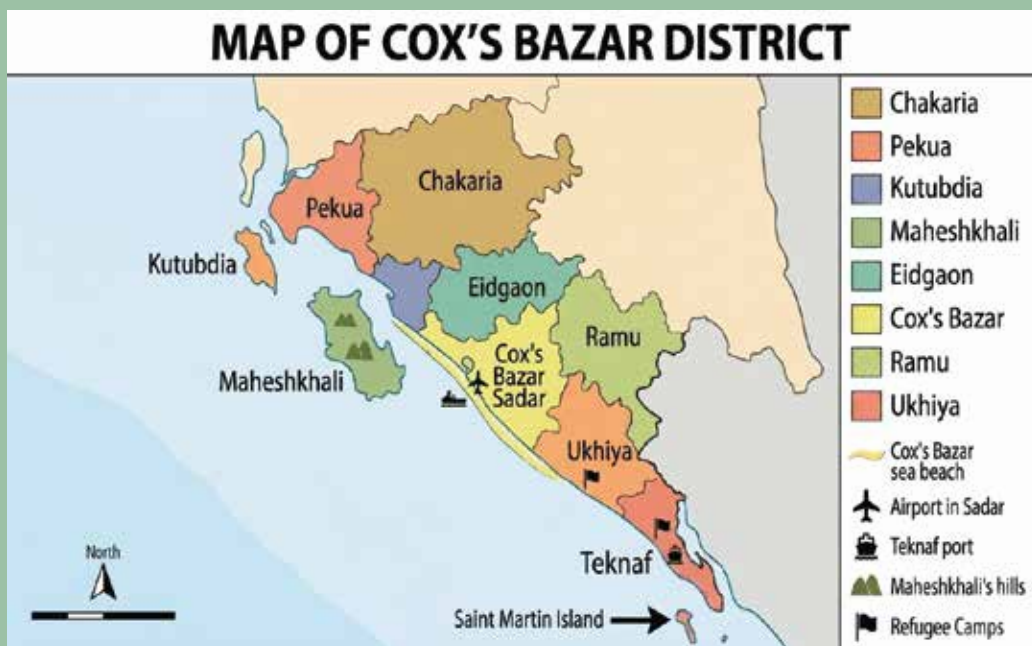 MAP OF COX'S BAZAR DISTRICT
Chakaria
Pekua
Kutubdia
Eidgaon
Maheshkhali
Cox's
Bazar
Sadar
Ramu
Ukhiya
Teknaf
Saint Martin Island
North
Chakaria
Pekua
Kutubdia
Maheshkhali
Eidgaon
Cox's Bazar
Ramu
Ukhiya
Cox's Bazar
sea beach
Airport in Sadar
Teknaf port
Maheshkhali's hills
Refugee Camps